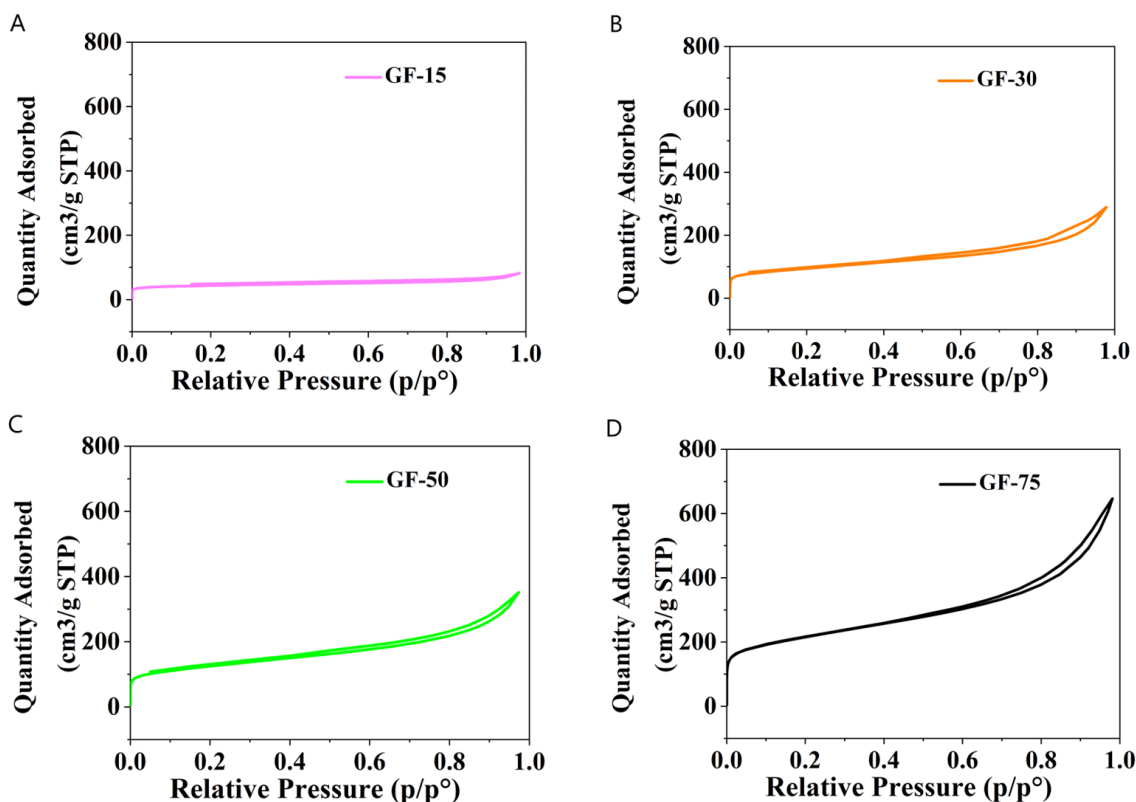 A
800
600
400
200
0
0.0 0.2 0.4 0.6 0.8 1.0
Quantity Adsorbed
(cm3/g STP)
Relative Pressure (p/p°)
GF-15
B
800
600
400
200
0
0.0 0.2 0.4 0.6 0.8 1.0
Quantity Adsorbed
(cm3/g STP)
Relative Pressure (p/p°)
GF-30
C
800
600
400
200
0
0.0 0.2 0.4 0.6 0.8 1.0
Quantity Adsorbed
(cm3/g STP)
Relative Pressure (p/p°)
GF-50
D
800
600
400
200
0
0.0 0.2 0.4 0.6 0.8 1.0
Quantity Adsorbed
(cm3/g STP)
Relative Pressure (p/p°)
GF-75